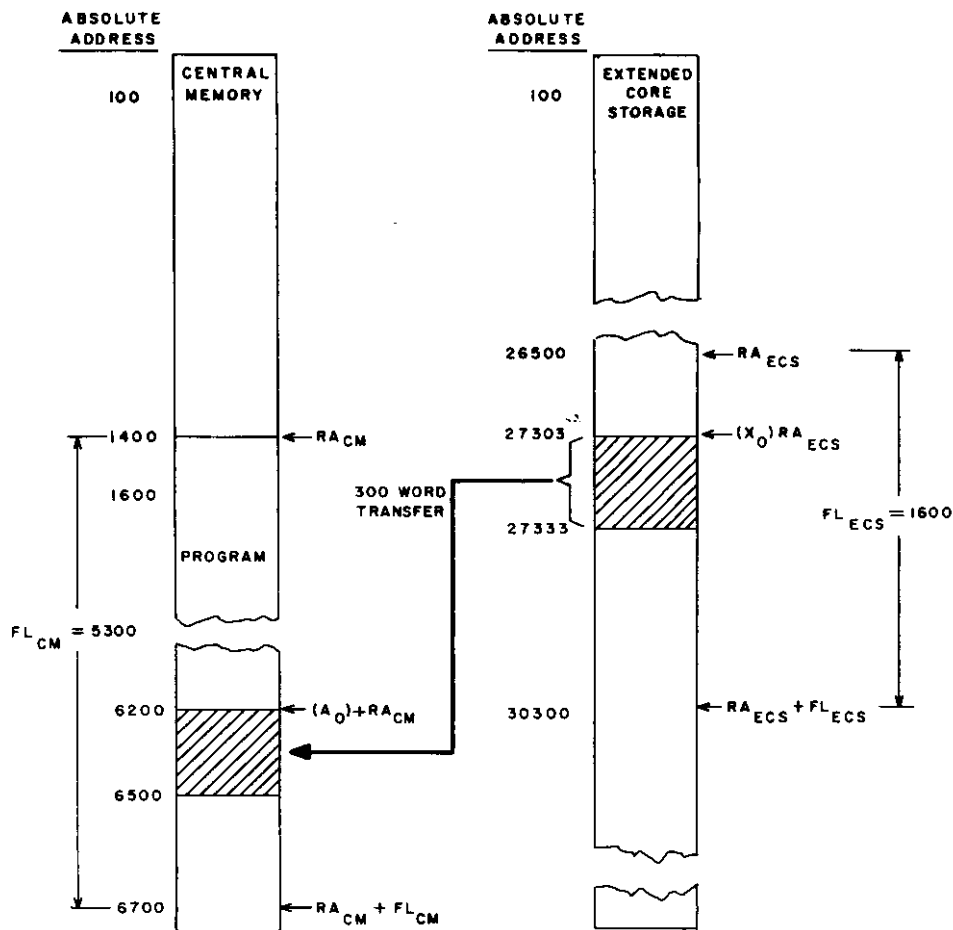 ABSOLUTE
ADDRESS
CENTRAL
MEMORY
100
1400
RA CM
1600
PROGRAM
FL CM = 5300
6200
(A O) + RA CM
6500
6700
RA CM + FL CM
300 WORD
TRANSFER
ABSOLUTE
ADDRESS
EXTENDED
CORE
STORAGE
100
26500
RA ECS
27303
(X O) RA ECS
27333
FL ECS = 1600
30300
RA ECS + FL ECS